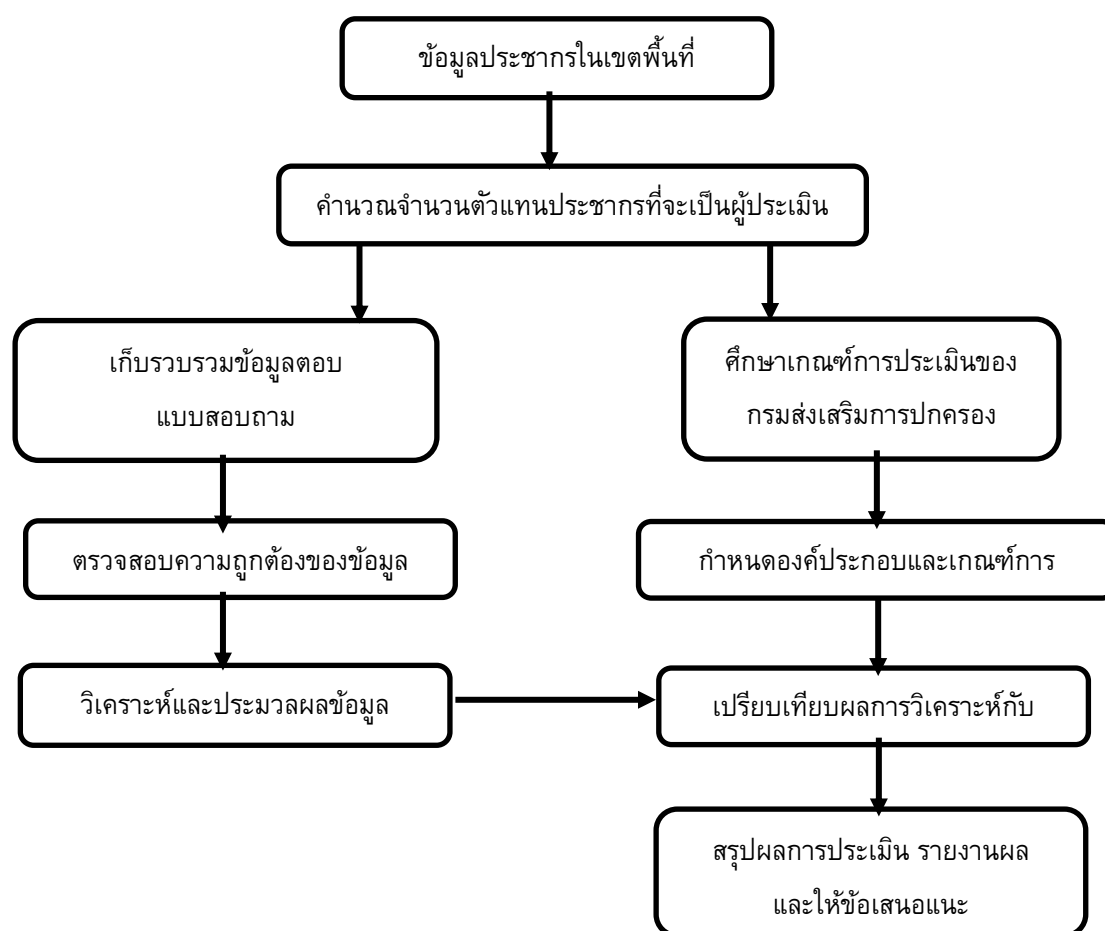 ข้อมูลประชากรในเขตพื้นที่
คำนวณจำนวนตัวแทนประชากรที่จะเป็นผู้ประเมิน
เก็บรวบรวมข้อมูลตอบ
แบบสอบถาม
ศึกษาเกณฑ์การประเมินของ
กรมส่งเสริมการปกครอง
ตรวจสอบความถูกต้องของข้อมูล
กำหนดองค์ประกอบและเกณฑ์การ
วิเคราะห์และประมวลผลข้อมูล
เปรียบเทียบผลการวิเคราะห์กับ
สรุปผลการประเมิน รายงานผล
และให้ข้อเสนอแนะ